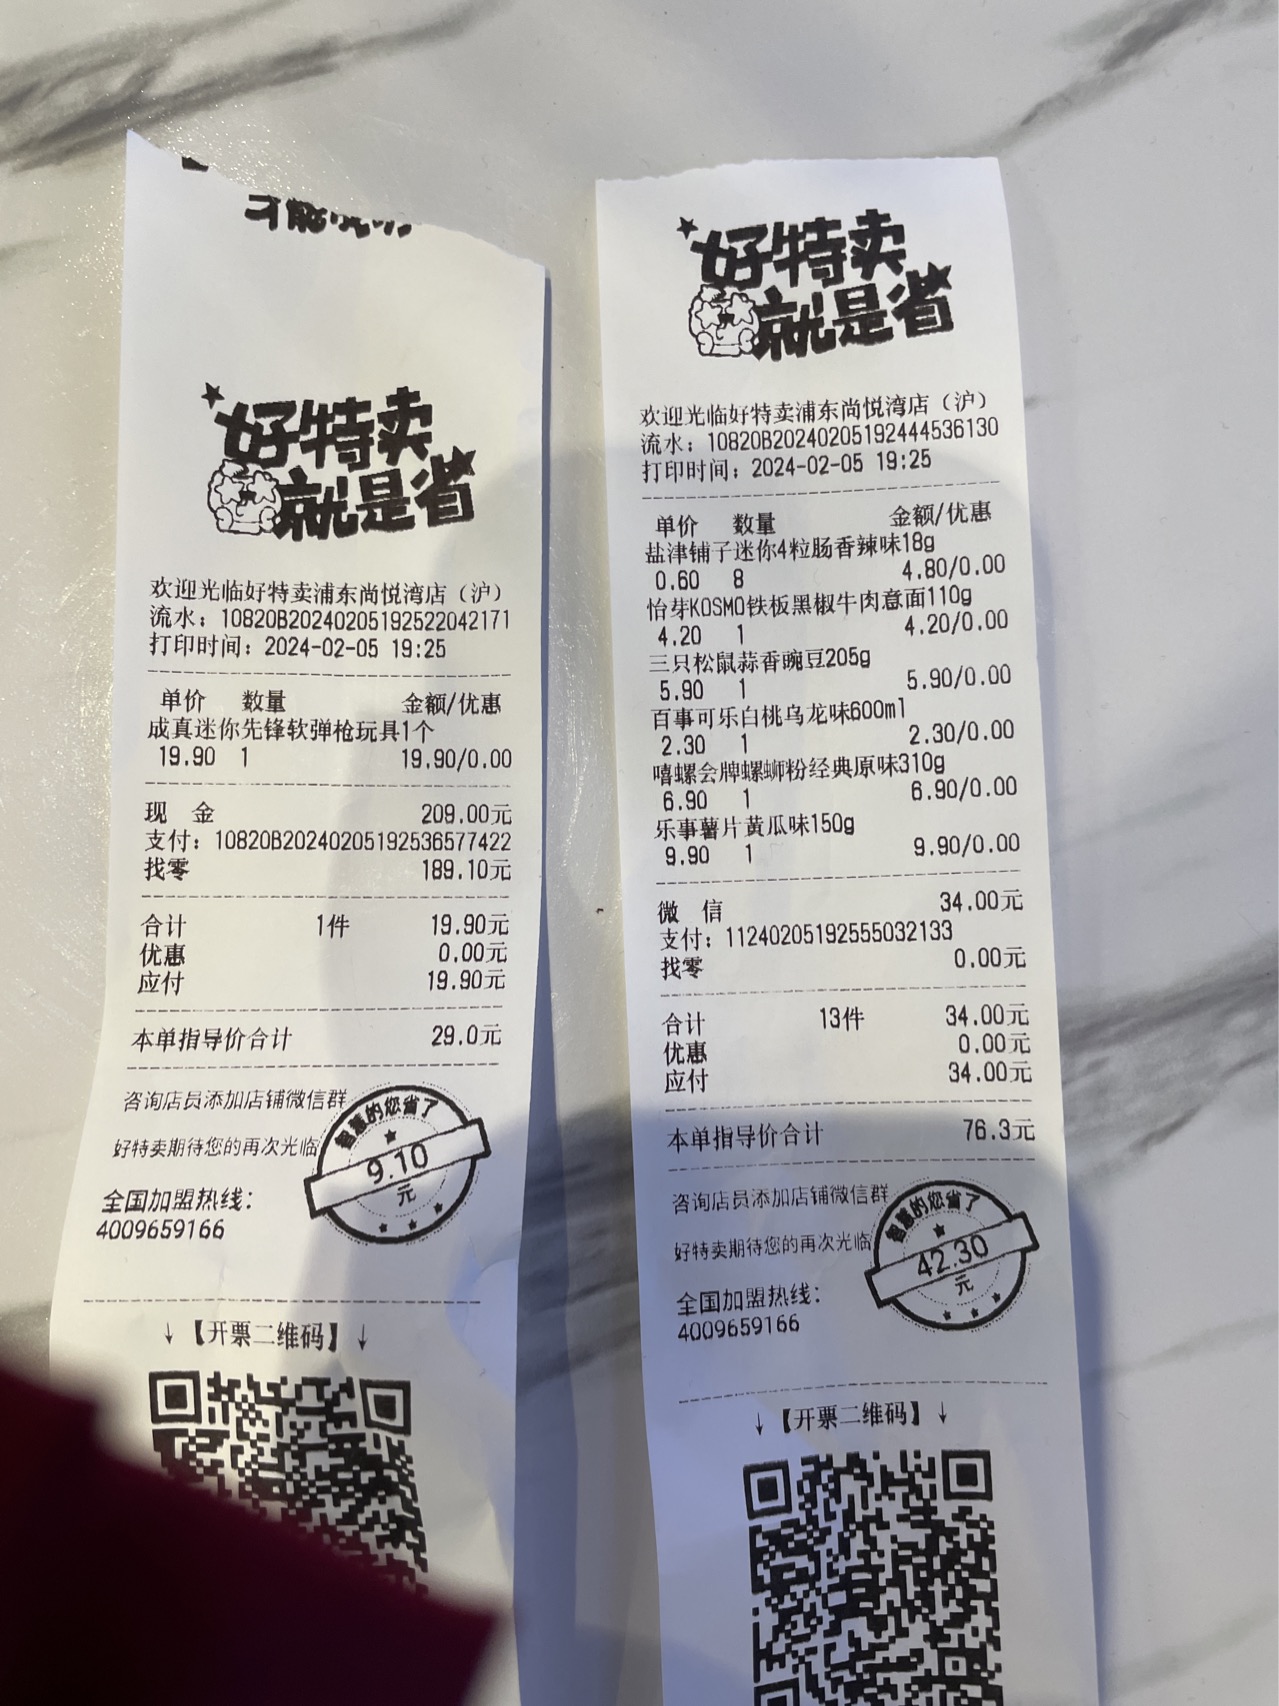 好特卖
就是省
欢迎光临好特卖浦东尚悦湾店（沪）
流水：10820B20240205192522042171
打印时间：2024-02-05 19:25
单价 数量 金额/优惠
成真迷你先锋软弹枪玩具1个
19.90 1 19.90/0.00
现 金 209.00元
支付：10820B20240205192536577422
找零 189.10元
合计 1件 19.90元
优惠 0.00元
应付 19.90元
本单指导价合计 29.0元
咨询店员添加店铺微信群
好特卖期待您的再次光临
全国加盟热线：
4009659166
智慧的您省了
9.10
元
↓【开票二维码】↓
好特卖
就是省
欢迎光临好特卖浦东尚悦湾店（沪）
流水：10820B20240205192444536130
打印时间：2024-02-05 19:25
单价 数量 金额/优惠
盐津铺子迷你4粒肠香辣味18g
0.60 8 4.80/0.00
怡芽KOSMO铁板黑椒牛肉意面110g
4.20 1 4.20/0.00
三只松鼠蒜香豌豆205g
5.90 1 5.90/0.00
百事可乐白桃乌龙味600ml
2.30 1 2.30/0.00
嘻螺会牌螺蛳粉经典原味310g
6.90 1 6.90/0.00
乐事薯片黄瓜味150g
9.90 1 9.90/0.00
微 信 34.00元
支付：11240205192555032133
找零 0.00元
合计 13件 34.00元
优惠 0.00元
应付 34.00元
本单指导价合计 76.3元
咨询店员添加店铺微信群
好特卖期待您的再次光临
全国加盟热线：
4009659166
智慧的您省了
42.30
元
↓【开票二维码】↓